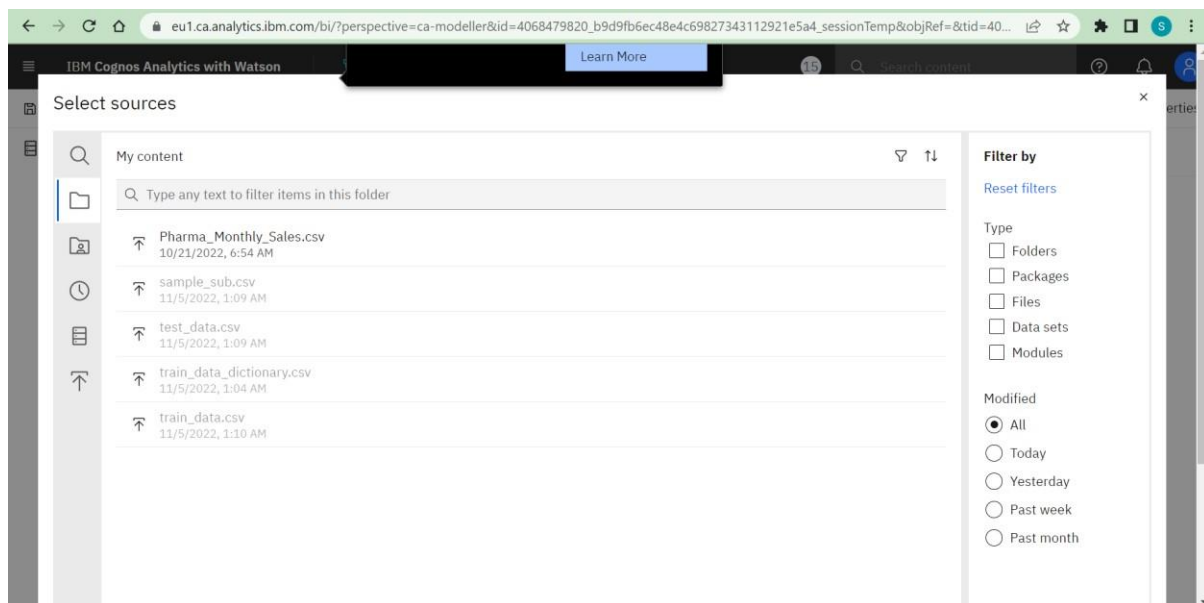 eu1.ca.analytics.ibm.com/bi/?perspective=ca-modeller&id=4068479820_b9d9fb6ec48e4c69827343112921e5a4_sessionTemp&objRef=&tid=40...
S
IBM Cognos Analytics with Watson
Learn More
15
Search content
Select sources
erties
My content
Filter by
Type any text to filter items in this folder
Reset filters
Pharma_Monthly_Sales.csv
10/21/2022, 6:54 AM
sample_sub.csv
11/5/2022, 1:09 AM
test_data.csv
11/5/2022, 1:09 AM
train_data_dictionary.csv
11/5/2022, 1:04 AM
train_data.csv
11/5/2022, 1:10 AM
Type
Folders
Packages
Files
Data sets
Modules
Modified
All
Today
Yesterday
Past week
Past month